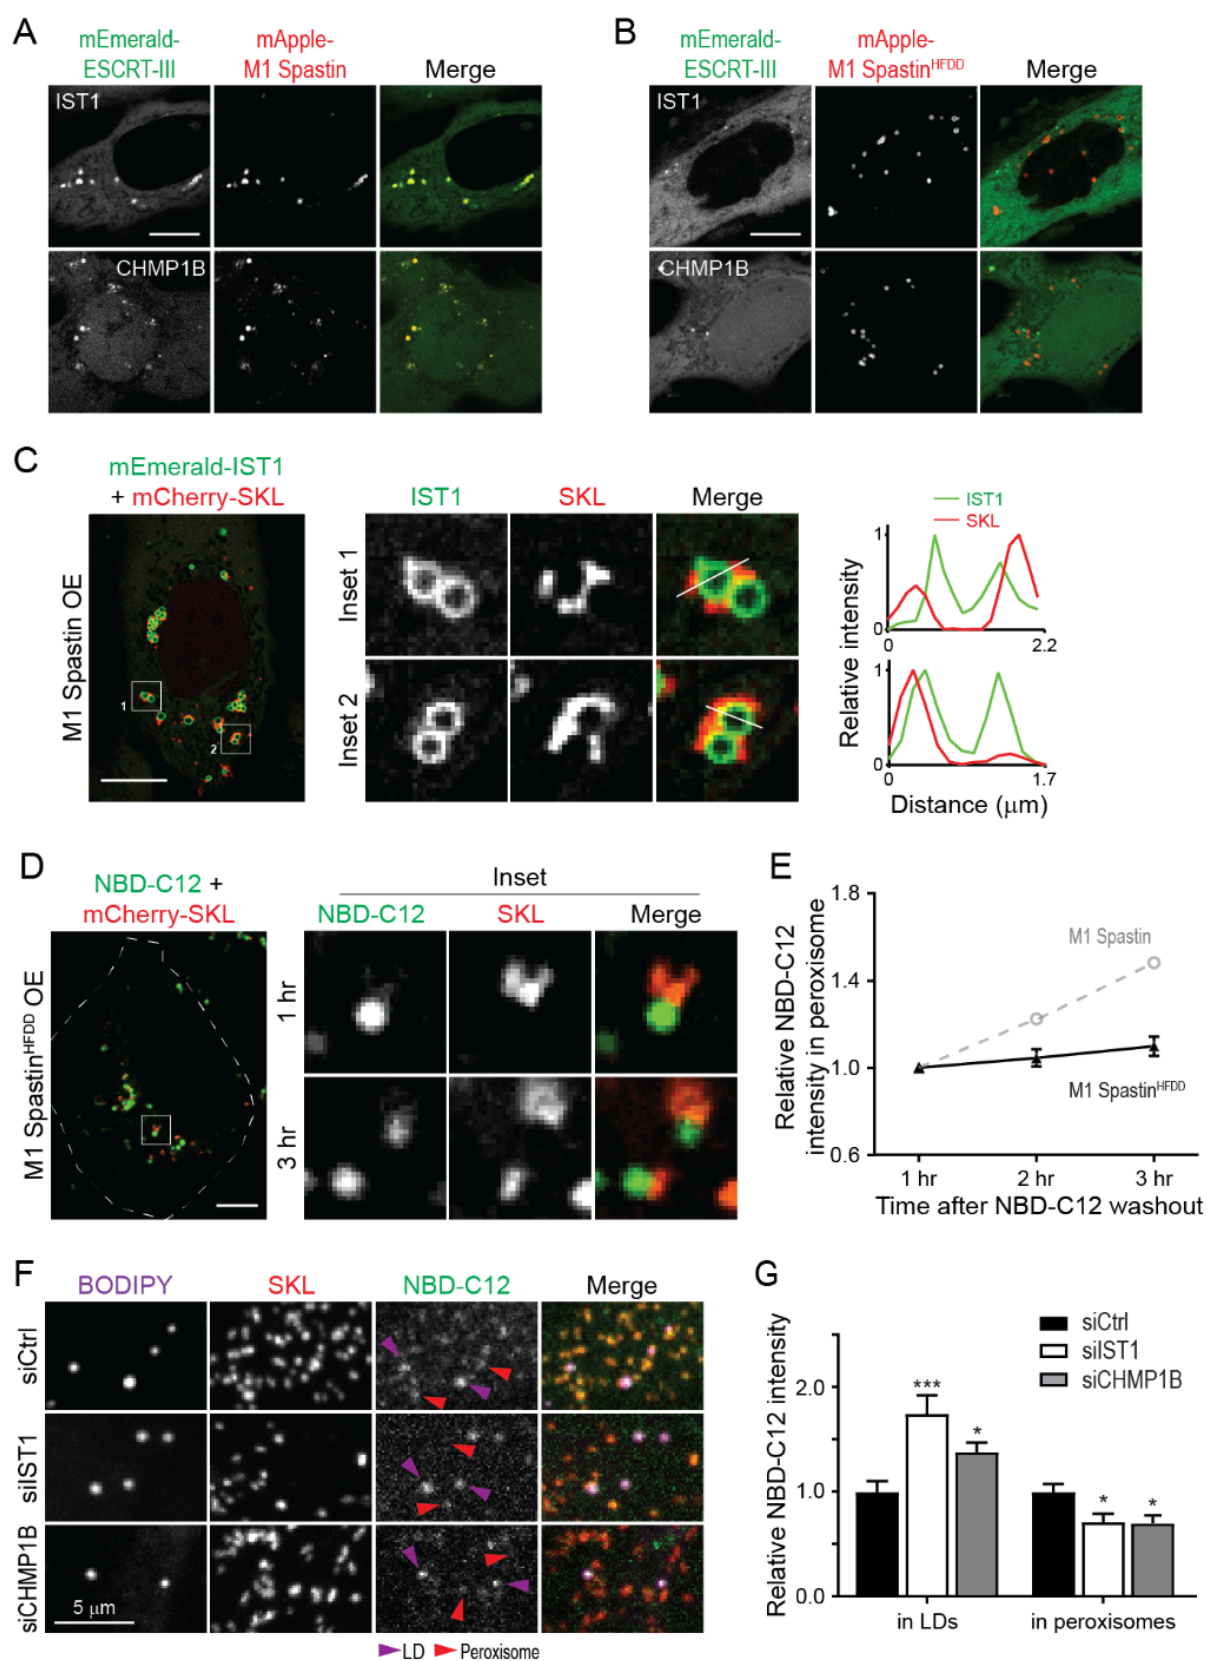 A
mEmerald-
ESCRT-III
mApple-
M1 Spastin
Merge
IST1
CHMP1B
B
mEmerald-
ESCRT-III
mApple-
M1 Spastin^HFDD
Merge
IST1
CHMP1B
C
mEmerald-IST1
+ mCherry-SKL
M1 Spastin OE
1
2
IST1
SKL
Merge
Inset 1
Inset 2
IST1
SKL
Relative intensity
1
0
0
2.2
1
0
0
1.7
Distance (μm)
D
NBD-C12 +
mCherry-SKL
M1 Spastin^HFDD OE
Inset
NBD-C12
SKL
Merge
1 hr
3 hr
E
Relative NBD-C12
intensity in peroxisome
1.8
1.4
1.0
0.6
M1 Spastin
M1 Spastin^HFDD
1 hr
2 hr
3 hr
Time after NBD-C12 washout
F
BODIPY
SKL
NBD-C12
Merge
siCtrl
siIST1
siCHMP1B
5 μm
LD
Peroxisome
G
Relative NBD-C12 intensity
siCtrl
siIST1
siCHMP1B
2.0
1.0
0.0
***
*
*
*
in LDs
in peroxisomes